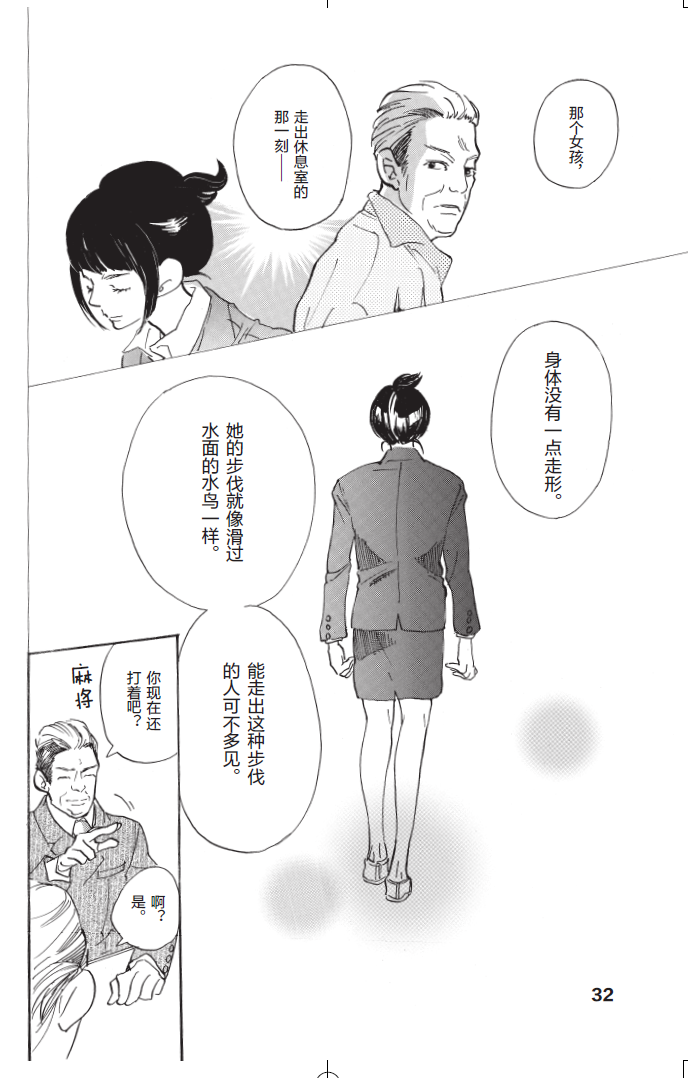 那个女孩，
走出休息室的
那一刻——
身体没有一点走形。
她的步伐就像滑过
水面的水鸟一样。
能走出这种步伐
的人可不多见。
你现在还
打着吧？
麻将
啊？
是。
32